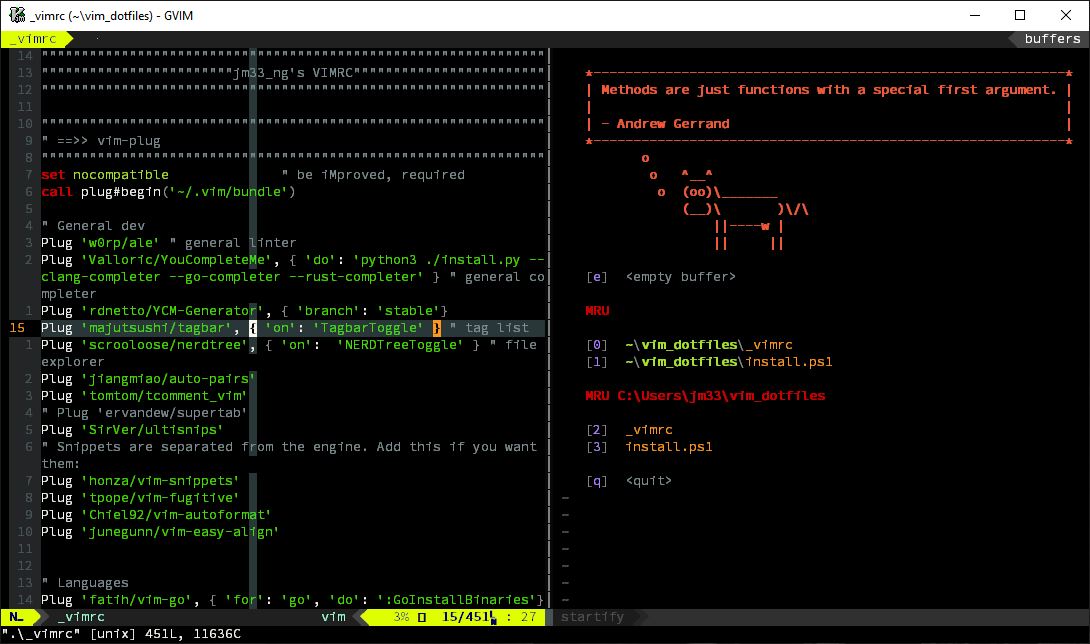 _vimrc (~\vim_dotfiles) - GVIM
_vimrc
buffers
14 """""""""""""""""""""""""""""""""""""""""""""""""""""""""""""""
13 """"""""""""""""""""""""jm33_ng's VIMRC""""""""""""""""""""""""
12 """""""""""""""""""""""""""""""""""""""""""""""""""""""""""""""
11
10 """""""""""""""""""""""""""""""""""""""""""""""""""""""""""""""
9 " ==>> vim-plug
8 """""""""""""""""""""""""""""""""""""""""""""""""""""""""""""""
7 set nocompatible              " be iMproved, required
6 call plug#begin('~/.vim/bundle')
5
4 " General dev
3 Plug 'w0rp/ale' " general linter
2 Plug 'Valloric/YouCompleteMe', { 'do': 'python3 ./install.py --
clang-completer --go-completer --rust-completer' } " general co
mpleter
1 Plug 'rdnetto/YCM-Generator', { 'branch': 'stable'}
15 Plug 'majutsushi/tagbar', { 'on': 'TagbarToggle' } " tag list
1 Plug 'scrooloose/nerdtree', { 'on':  'NERDTreeToggle' } " file
explorer
2 Plug 'jiangmiao/auto-pairs'
3 Plug 'tomtom/tcomment_vim'
4 " Plug 'ervandew/supertab'
5 Plug 'SirVer/ultisnips'
6 " Snippets are separated from the engine. Add this if you want
them:
7 Plug 'honza/vim-snippets'
8 Plug 'tpope/vim-fugitive'
9 Plug 'Chiel92/vim-autoformat'
10 Plug 'junegunn/vim-easy-align'
11
12
13 " Languages
14 Plug 'fatih/vim-go', { 'for': 'go', 'do': ':GoInstallBinaries'}
Methods are just functions with a special first argument.
- Andrew Gerrand
o
o   ^__^
o  (oo)\_______
(__)\       )\/\
||----w |
||     ||
[e]  <empty buffer>
MRU
[0]  ~\vim_dotfiles\_vimrc
[1]  ~\vim_dotfiles\install.ps1
MRU C:\Users\jm33\vim_dotfiles
[2]  _vimrc
[3]  install.ps1
[q]  <quit>
~
~
~
~
~
~
~
N… _vimrc vim 3% 15/451 : 27 startify
".\_vimrc" [unix] 451L, 11636C